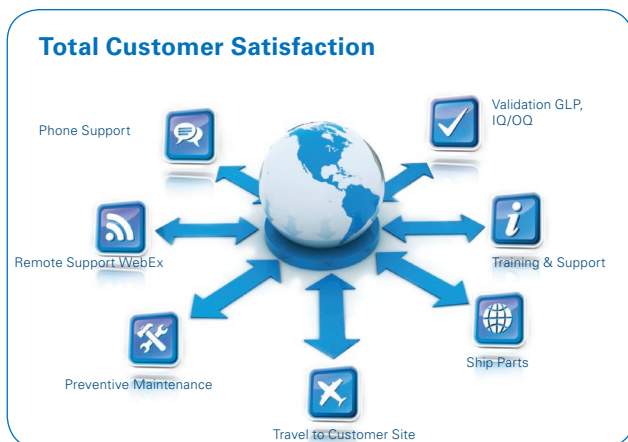 Total Customer Satisfaction
Phone Support
Validation GLP,
IQ/OQ
Remote Support WebEx
Training & Support
Ship Parts
Preventive Maintenance
Travel to Customer Site